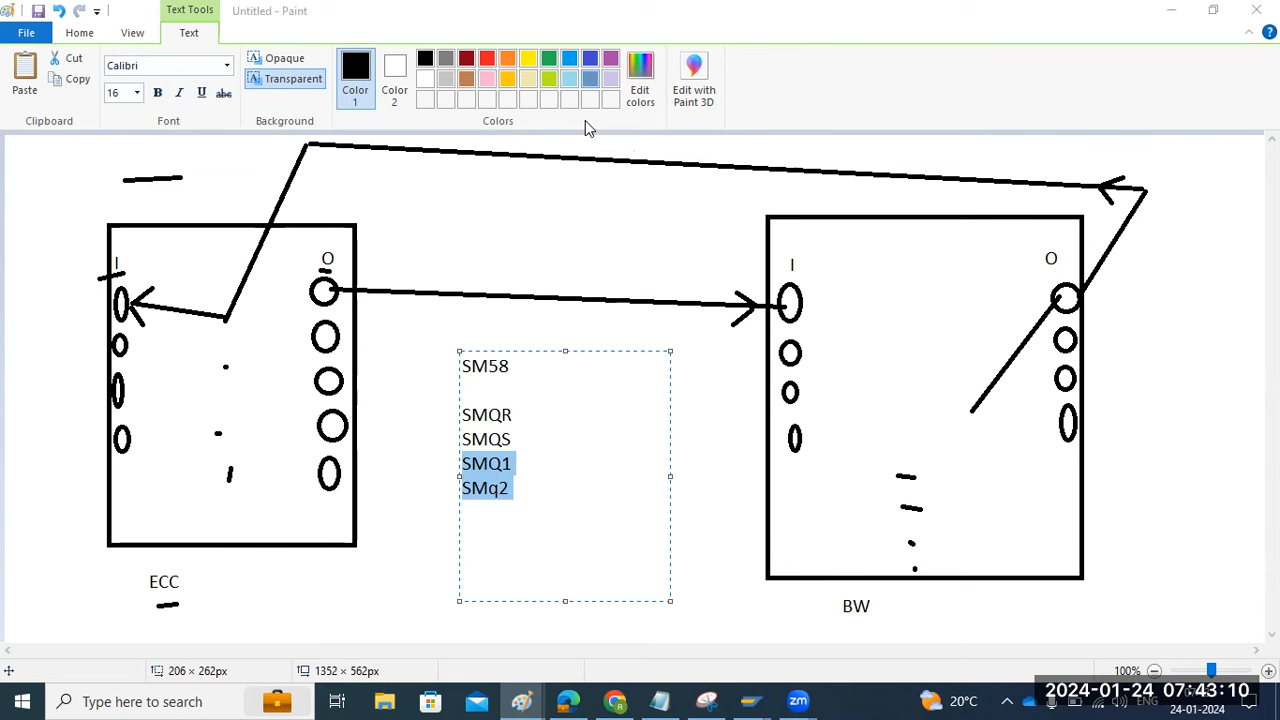 Text Tools
Untitled - Paint
File
Home
View
Text
Paste
Cut
Copy
Clipboard
Calibri
16
B I U abc
Font
Opaque
Transparent
Background
Color 1
Color 2
Edit colors
Colors
Edit with Paint 3D
I
O
I
O
SM58
SMQR
SMQS
SMQ1
SMq2
ECC
BW
206 × 262px
1352 × 562px
100%
Type here to search
20°C
ENG
2024-01-24 07:43:10
24-01-2024